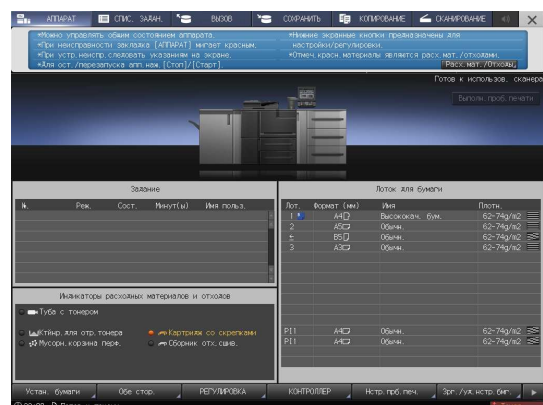 АППАРАТ СПИС. ЗАДАН. ВЫЗОВ СОХРАНИТЬ КОПИРОВАНИЕ СКАНИРОВАНИЕ
*Можно управлять общим состоянием аппарата.
*При неисправности закладка [АППАРАТ] мигает красным.
*При устр.неиспр.следовать указаниям на экране.
*Для ост./перезапуска апп.наж.[Стоп]/[Старт].
*Нижние экранные кнопки предназначены для
настройки/регулировки.
*Отмеч.красн.материалы являются расх.мат./отходами.
Расх.мат./Отходы
Готов к использов. сканера
Выполн.проб.печати
Задание
№. Реж. Сост. Минут(ы) Имя польз.
Лоток для бумаги
Лот. Формат (мм) Имя Плотн.
1 A4 Высококач. бум. 62-74g/m2
2 A5 Обычн. 62-74g/m2
B5 Обычн. 62-74g/m2
3 A3 Обычн. 62-74g/m2
PI1 A4 Обычн. 62-74g/m2
PI1 A4 Обычн. 62-74g/m2
Индикаторы расходных материалов и отходов
Туба с тонером
Ктйнр.для отр.тонера Картридж со скрепками
Мусорн.корзина перф. Сборник отх.сшив.
Устан. бумаги Обе стор. РЕГУЛИРОВКА КОНТРОЛЛЕР Нстр.прб.печ. Зрг./уж.нстр.бмг.